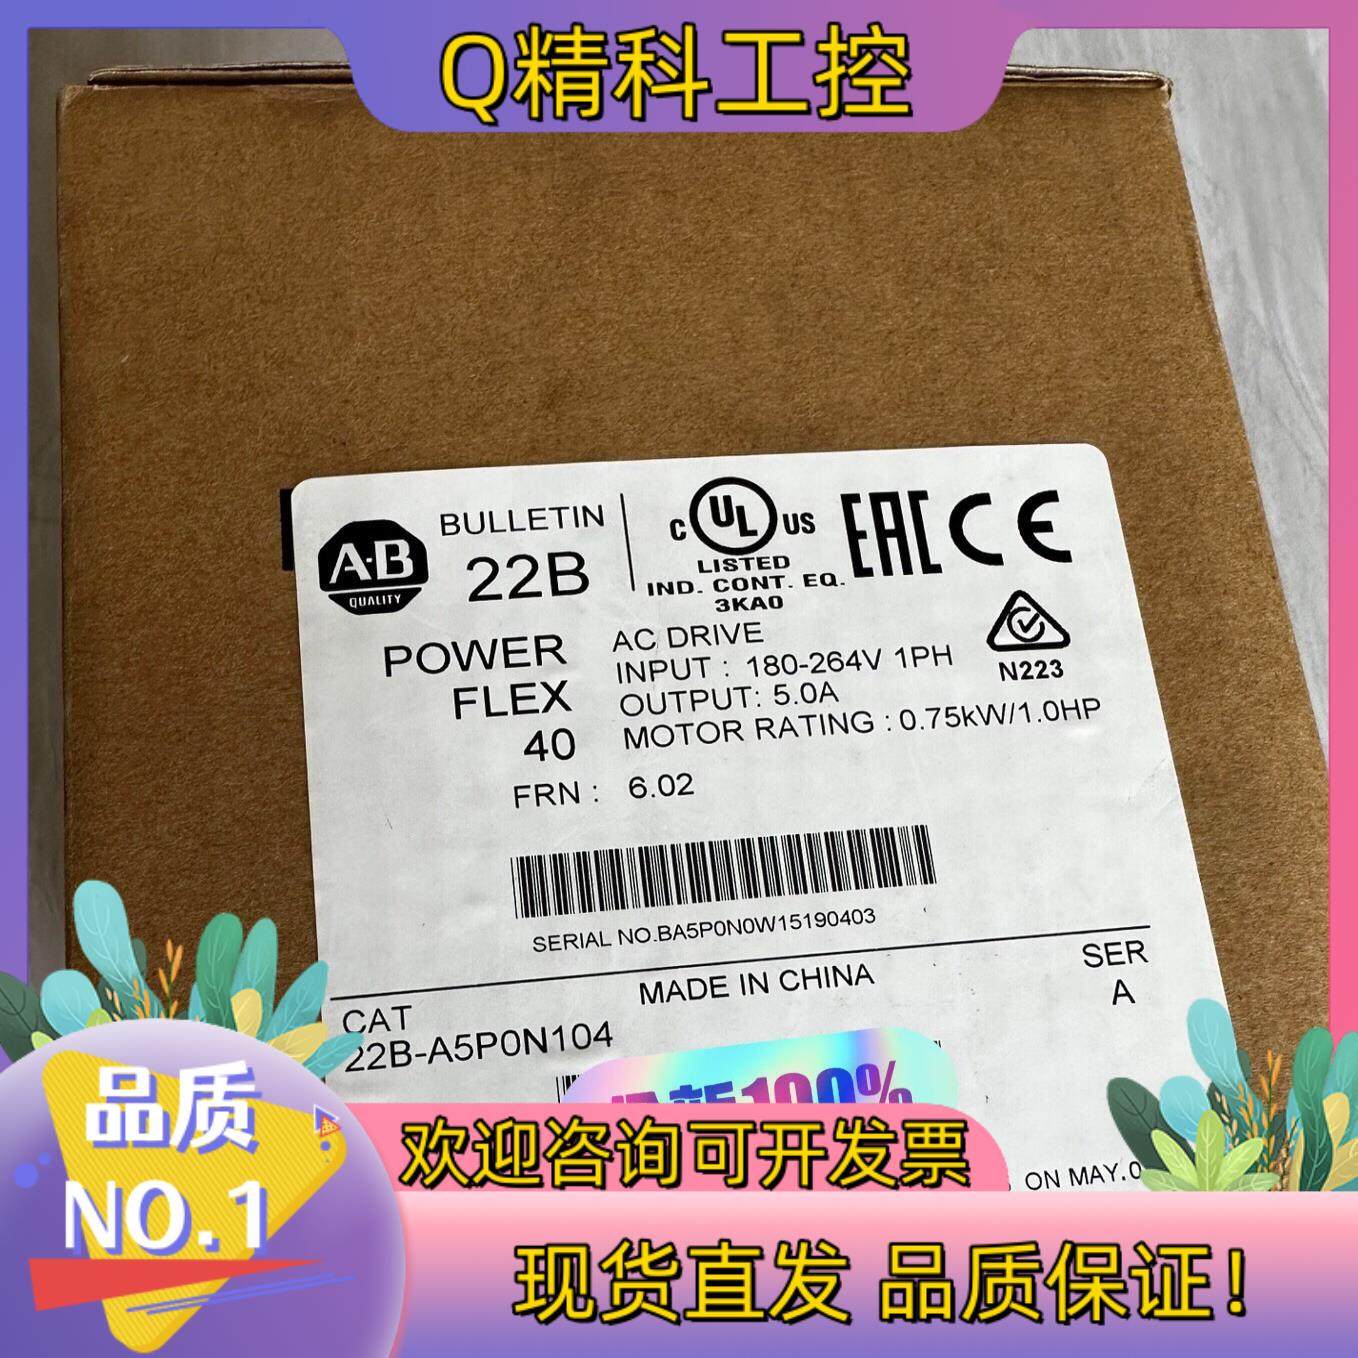 Q精科工控
A·B
QUALITY
BULLETIN
22B
C UL US
LISTED
IND. CONT. EQ.
3KA0
EAC CE
N223
POWER
FLEX
40
FRN : 6.02
AC DRIVE
INPUT : 180-264V 1PH
OUTPUT: 5.0A
MOTOR RATING : 0.75kW/1.0HP
SERIAL NO.BA5P0N0W15190403
MADE IN CHINA
SER
A
CAT
22B-A5P0N104
100%
ON MAY.0
品质
NO.1
欢迎咨询可开发票
现货直发 品质保证!